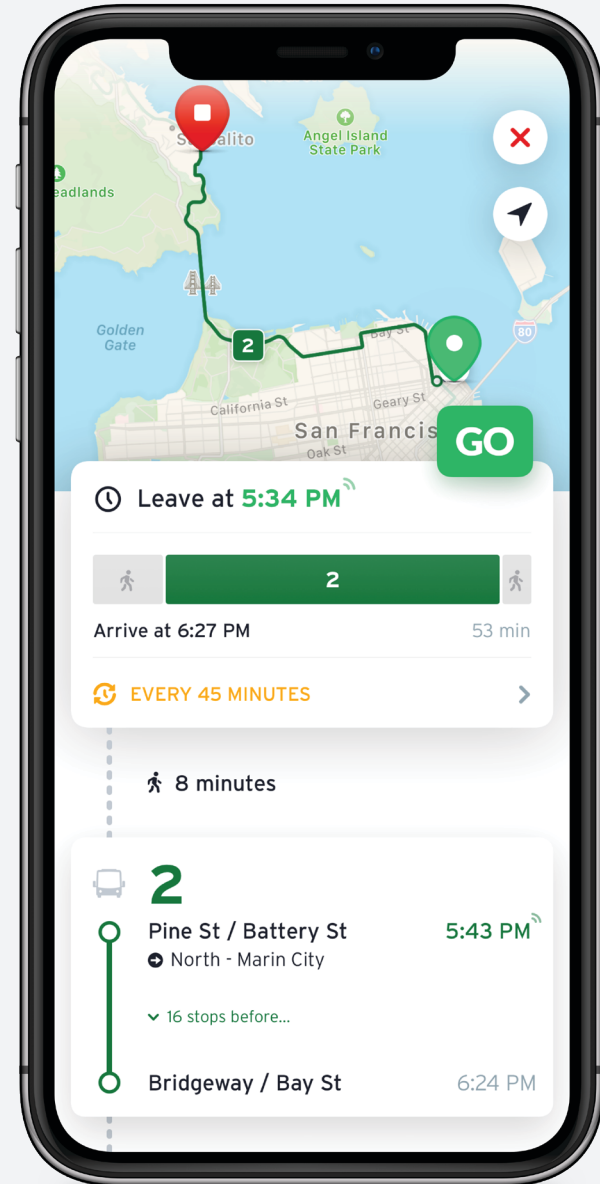 Angel Island
State Park
eadlands
Golden
Gate
2
Bay St
80
California St
Geary St
San Francis
Oak St
GO
Leave at 5:34 PM
2
Arrive at 6:27 PM
53 min
EVERY 45 MINUTES
8 minutes
2
Pine St / Battery St
5:43 PM
North - Marin City
16 stops before...
Bridgeway / Bay St
6:24 PM